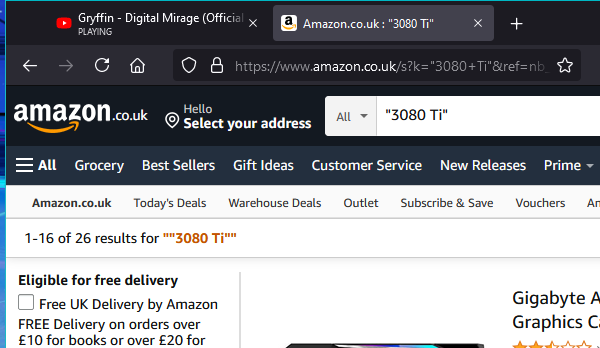 Gryffin - Digital Mirage (Official
PLAYING
Amazon.co.uk : "3080 Ti"
https://www.amazon.co.uk/s?k="3080+Ti"&ref=nb_
amazon.co.uk
Hello
Select your address
All
"3080 Ti"
All Grocery Best Sellers Gift Ideas Customer Service New Releases Prime
Amazon.co.uk Today's Deals Warehouse Deals Outlet Subscribe & Save Vouchers
1-16 of 26 results for ""3080 Ti""
Eligible for free delivery
Free UK Delivery by Amazon
FREE Delivery on orders over
£10 for books or over £20 for
Gigabyte A
Graphics Ca